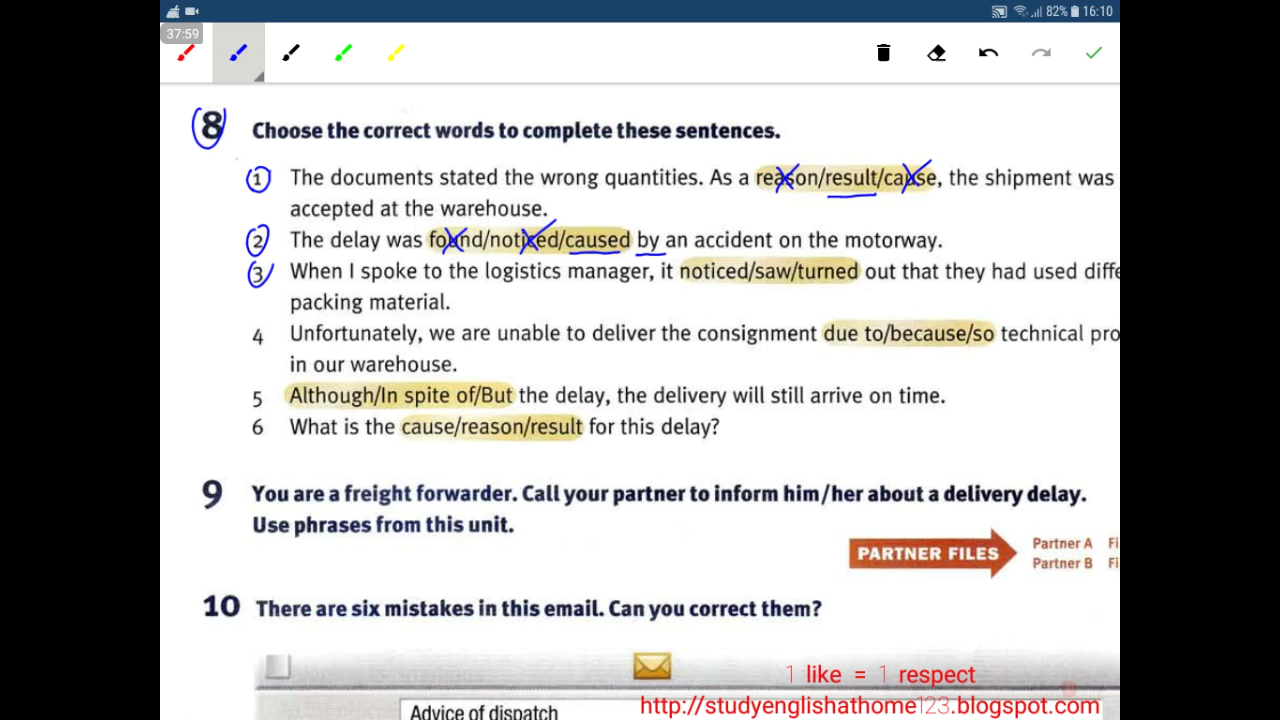 82% 16:10
37:59
8 Choose the correct words to complete these sentences.
1 The documents stated the wrong quantities. As a reason/result/cause, the shipment was
accepted at the warehouse.
2 The delay was found/noticed/caused by an accident on the motorway.
3 When I spoke to the logistics manager, it noticed/saw/turned out that they had used diffe
packing material.
4 Unfortunately, we are unable to deliver the consignment due to/because/so technical pro
in our warehouse.
5 Although/In spite of/But the delay, the delivery will still arrive on time.
6 What is the cause/reason/result for this delay?
9 You are a freight forwarder. Call your partner to inform him/her about a delivery delay.
Use phrases from this unit.
PARTNER FILES Partner A Fi
Partner B Fi
10 There are six mistakes in this email. Can you correct them?
1 like = 1 respect
http://studyenglishathome123.blogspot.com
Advice of dispatch